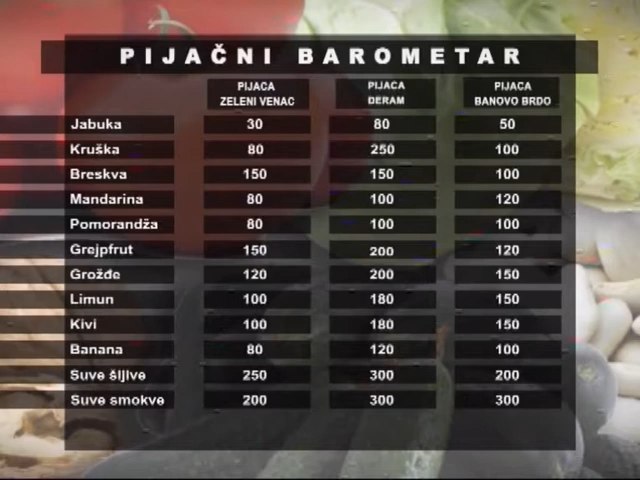 PIJAČNI BAROMETAR
PIJACA ZELENI VENAC PIJACA ĐERAM PIJACA BANOVO BRDO
Jabuka 30 80 50
Kruška 80 250 100
Breskva 150 150 100
Mandarina 80 100 120
Pomorandža 80 100 100
Grejpfrut 150 200 120
Grožđe 120 200 150
Limun 100 180 150
Kivi 100 180 150
Banana 80 120 100
Suve šljive 250 300 200
Suve smokve 200 300 300